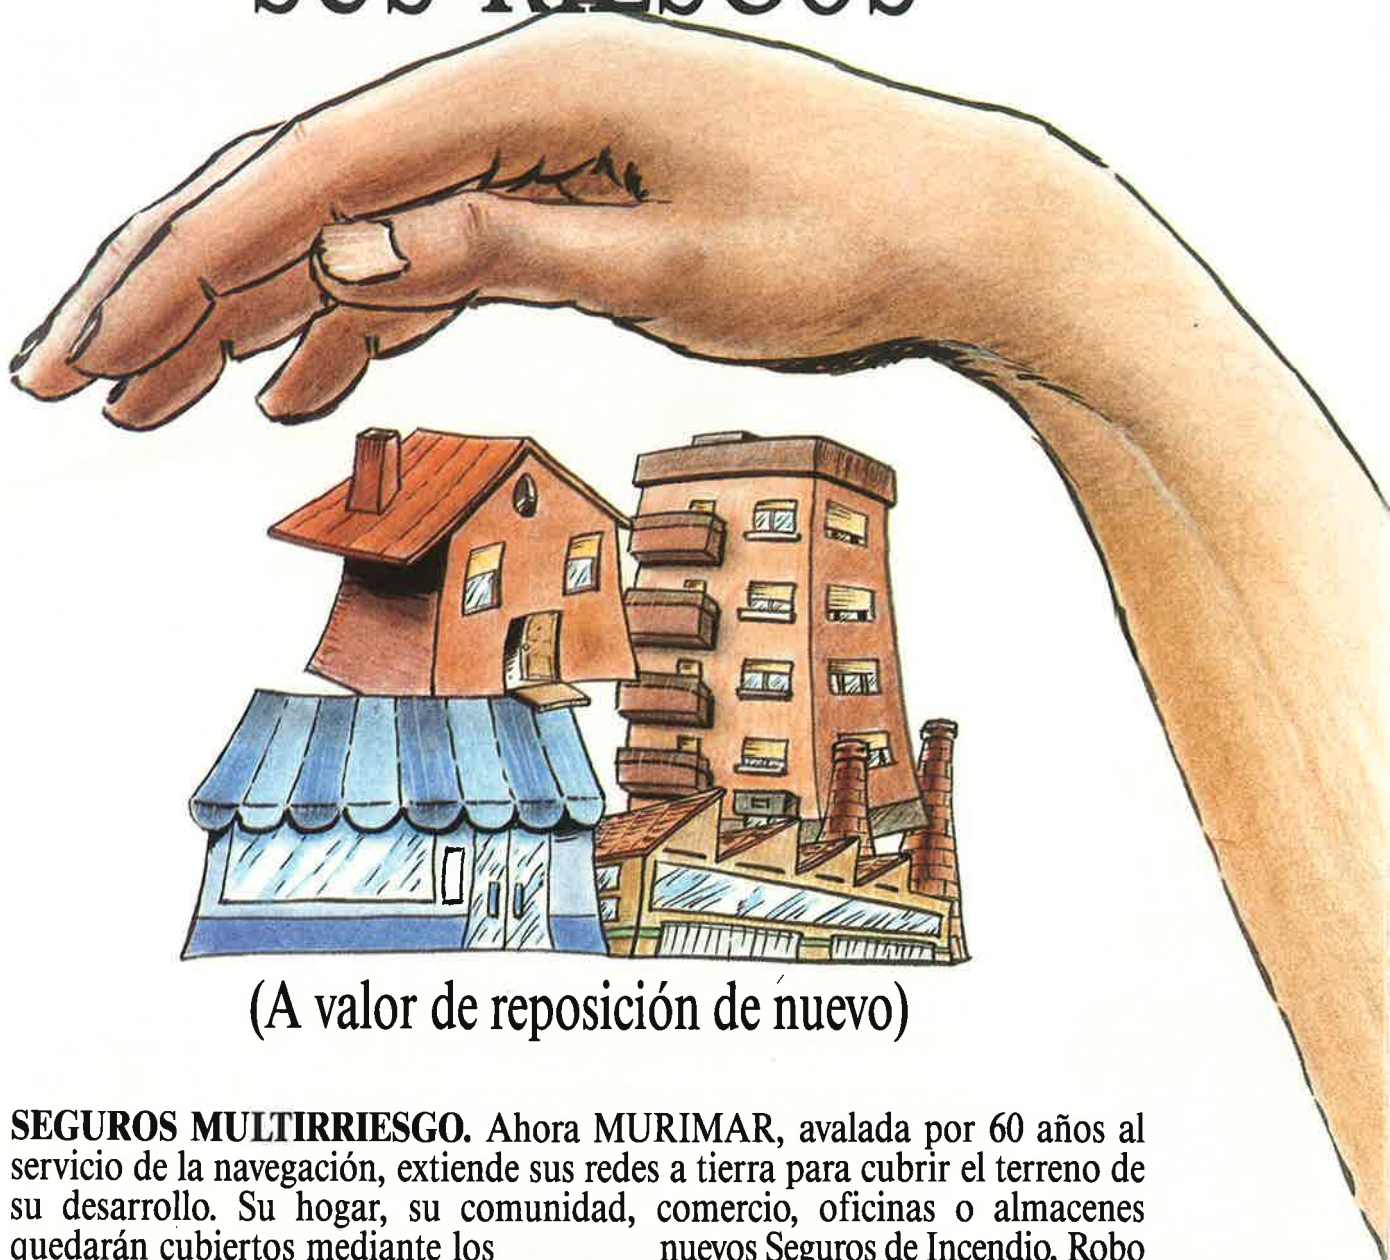 SUS RIESGOS
(A valor de reposición de nuevo)
SEGUROS MULTIRRIESGO. Ahora MURIMAR, avalada por 60 años al
servicio de la navegación, extiende sus redes a tierra para cubrir el terreno de
su desarrollo. Su hogar, su comunidad, comercio, oficinas o almacenes
quedarán cubiertos mediante los nuevos Seguros de Incendio, Robo